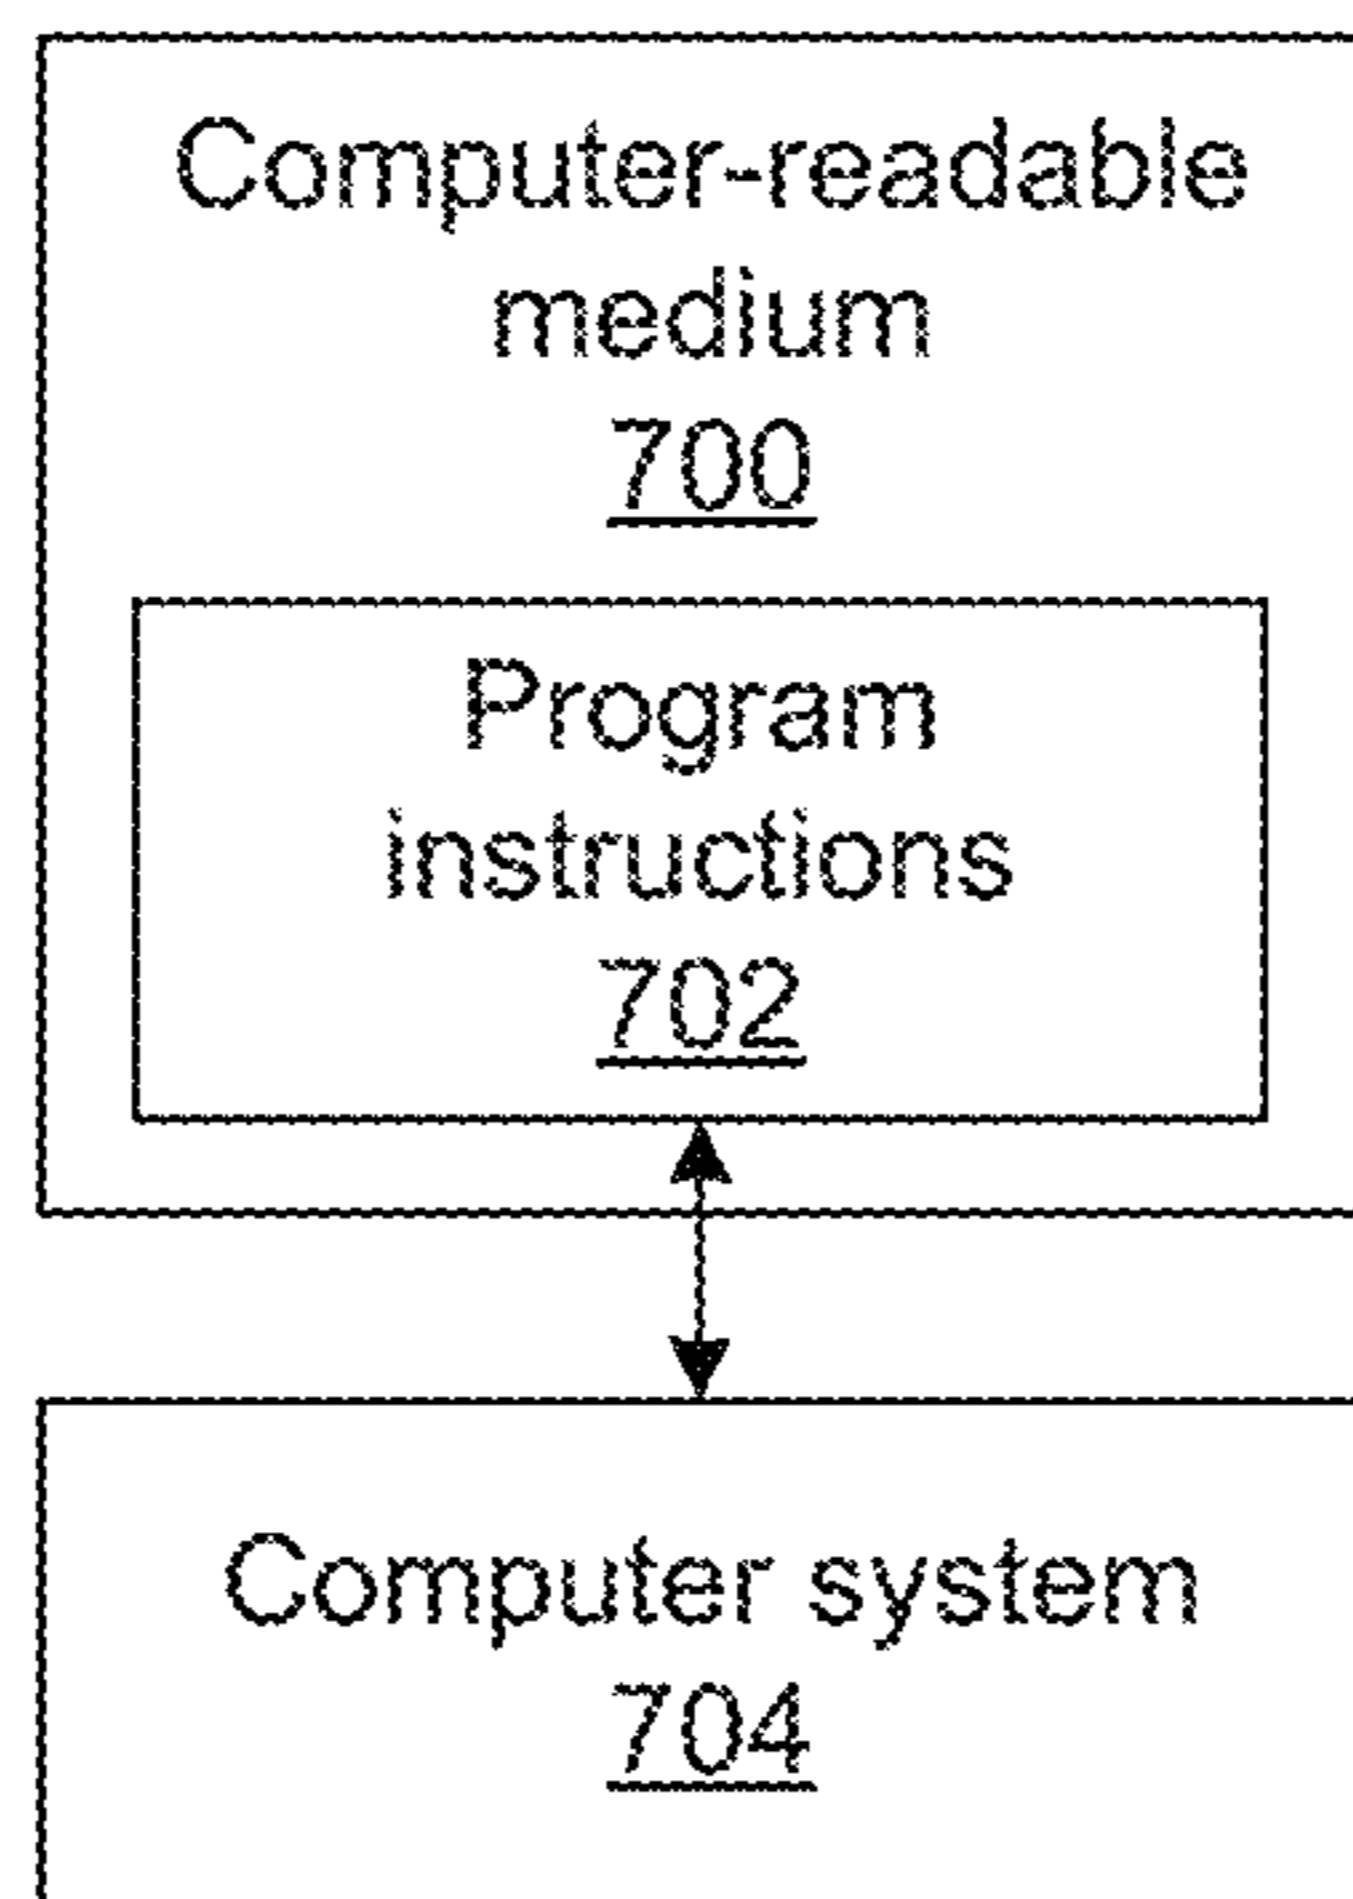 Computer-readable
medium
700
Program
instructions
702
Computer system
704